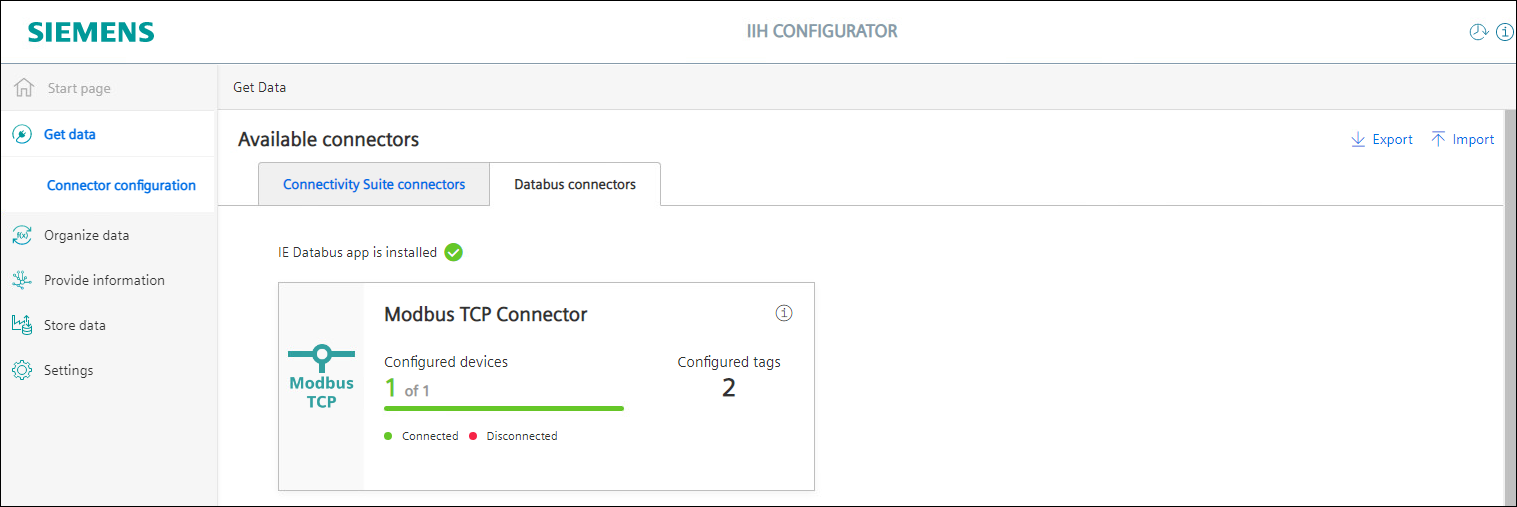 SIEMENS
IIH CONFIGURATOR
Start page
Get Data
Get data
Available connectors
Export
Import
Connector configuration
Connectivity Suite connectors
Databus connectors
Organize data
f(x)
IE Databus app is installed
Provide information
Store data
Settings
Modbus TCP Connector
Configured devices
Configured tags
1 of 1
2
Modbus
TCP
Connected
Disconnected